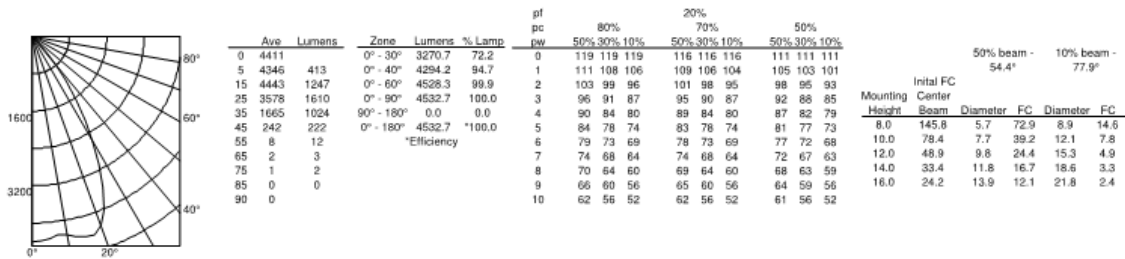 80°
60°
40°
1600
3200
0° 20°
Ave Lumens
0 4411
5 4346 413
15 4443 1247
25 3578 1610
35 1665 1024
45 242 222
55 8 12
65 2 3
75 1 2
85 0 0
90 0
Zone Lumens % Lamp
0° - 30° 3270.7 72.2
0° - 40° 4294.2 94.7
0° - 60° 4528.3 99.9
0° - 90° 4532.7 100.0
90° - 180° 0.0 0.0
0° - 180° 4532.7 *100.0
*Efficiency
pf 20%
pc 80% 70% 50%
pw 50% 30% 10% 50% 30% 10% 50% 30% 10%
0 119 119 119 116 116 116 111 111 111
1 111 108 106 109 106 104 105 103 101
2 103 99 96 101 98 95 98 95 93
3 96 91 87 95 90 87 92 88 85
4 90 84 80 89 84 80 87 82 79
5 84 78 74 83 78 74 81 77 73
6 79 73 69 78 73 69 77 72 68
7 74 68 64 74 68 64 72 67 63
8 70 64 60 69 64 60 68 63 59
9 66 60 56 65 60 56 64 59 56
10 62 56 52 62 56 52 61 56 52
50% beam - 10% beam -
54.4° 77.9°
Inital FC
Mounting Center
Height Beam Diameter FC Diameter FC
8.0 145.8 5.7 72.9 8.9 14.6
10.0 78.4 7.7 39.2 12.1 7.8
12.0 48.9 9.8 24.4 15.3 4.9
14.0 33.4 11.8 16.7 18.6 3.3
16.0 24.2 13.9 12.1 21.8 2.4